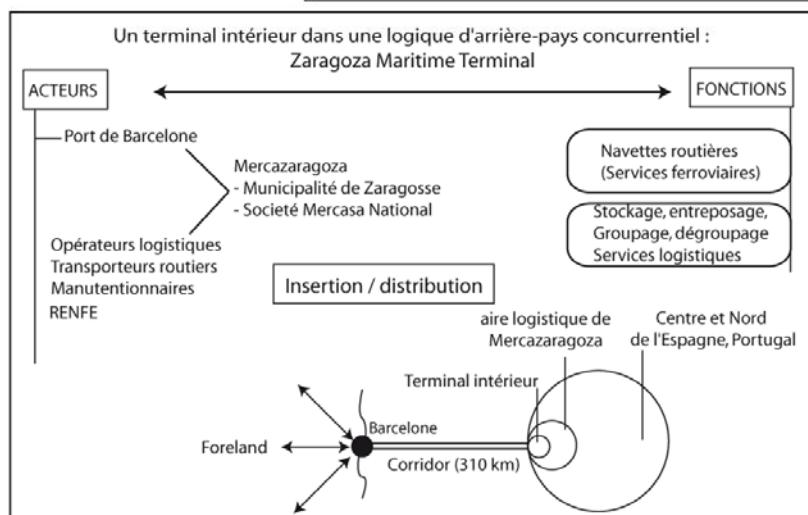 Un terminal intérieur dans une logique d'arrière-pays concurrentiel :
Zaragoza Maritime Terminal
ACTEURS
FONCTIONS
Port de Barcelone
Mercazaragoza
- Municipalité de Zaragosse
- Societé Mercasa National
Opérateurs logistiques
Transporteurs routiers
Manutentionnaires
RENFE
Navettes routières
(Services ferroviaires)
Stockage, entreposage,
Groupage, dégroupage
Services logistiques
Insertion / distribution
aire logistique de
Mercazaragoza
Centre et Nord
de l'Espagne, Portugal
Terminal intérieur
Foreland
Barcelone
Corridor (310 km)